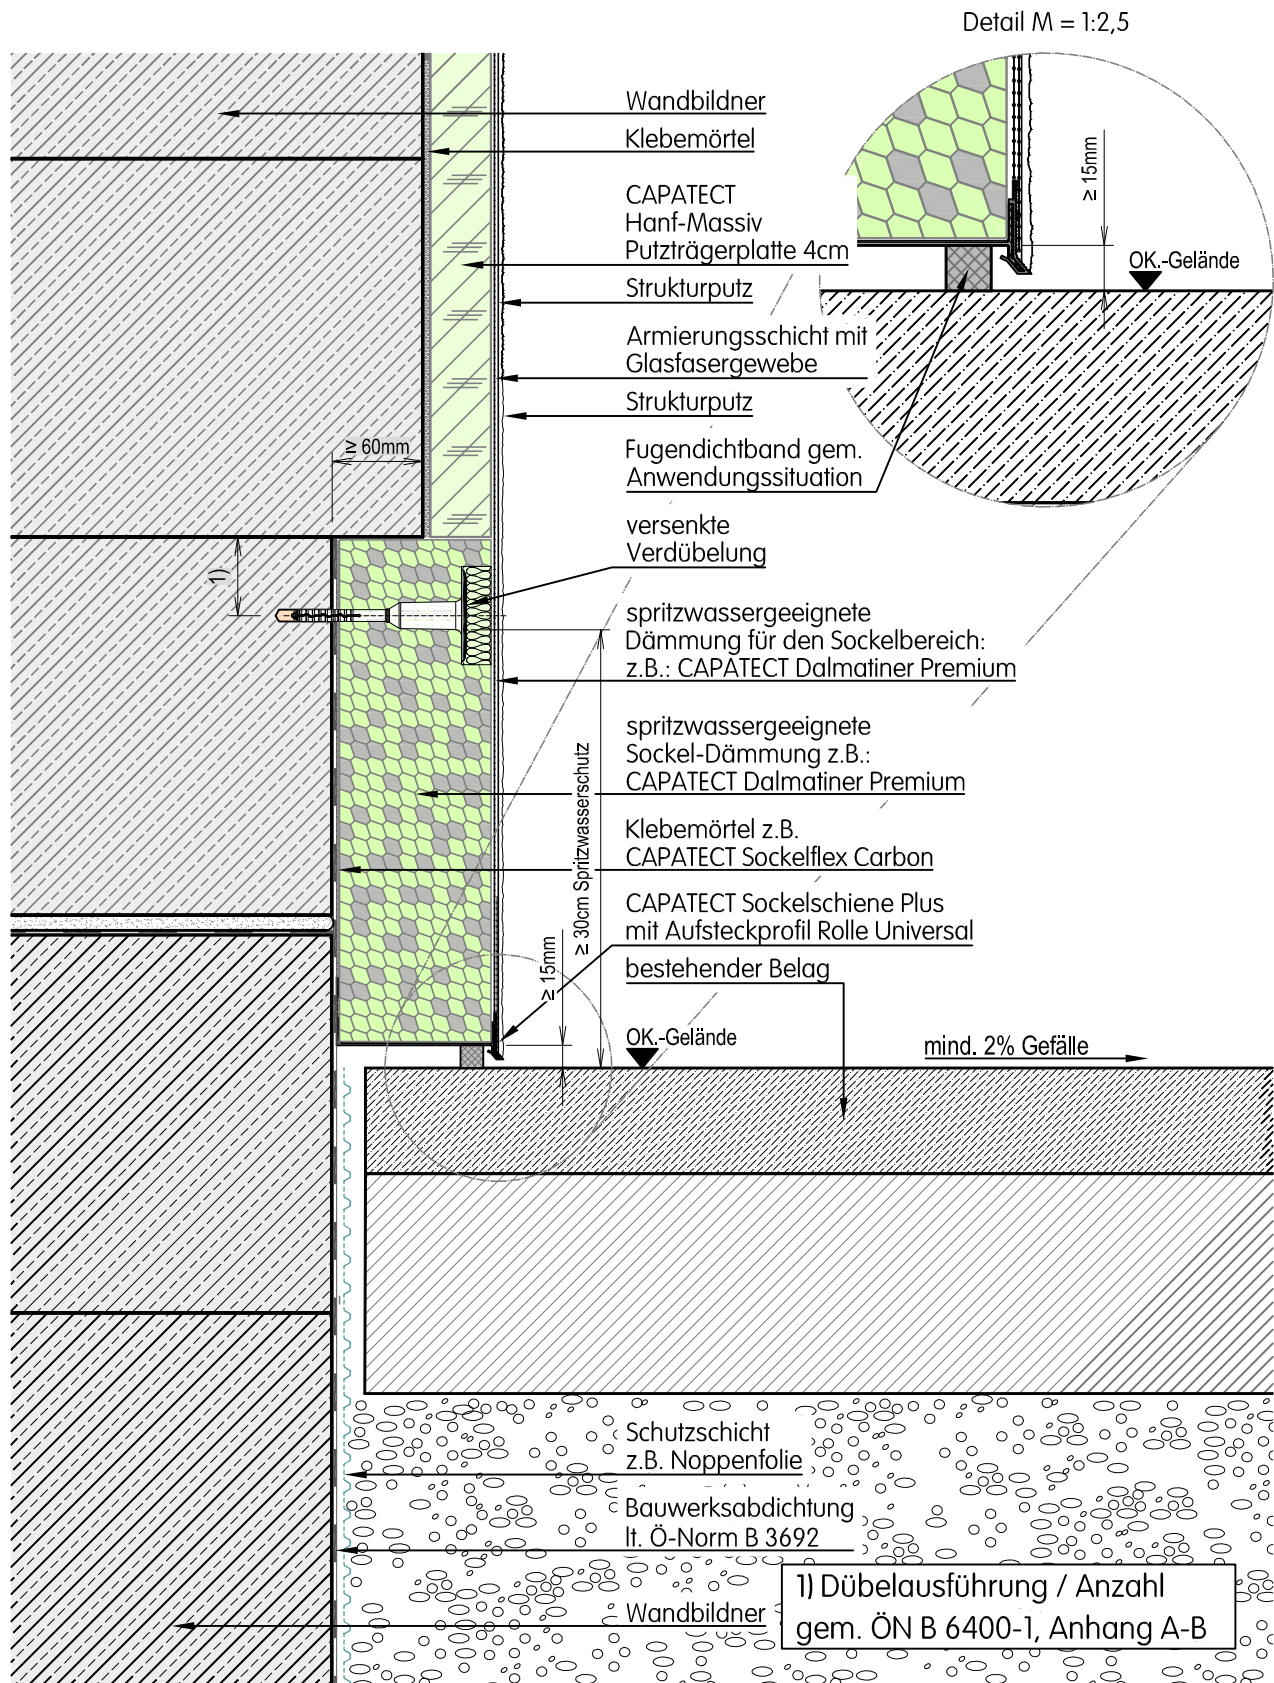 Detail M = 1:2,5
Wandbildner
Klebemörtel
CAPATECT
Hanf-Massiv
Putzträgerplatte 4cm
Strukturputz
Armierungsschicht mit
Glasfasergewebe
Strukturputz
Fugendichtband gem.
Anwendungssituation
versenkte
Verdübelung
spritzwassergeeignete
Dämmung für den Sockelbereich:
z.B.: CAPATECT Dalmatiner Premium
spritzwassergeeignete
Sockel-Dämmung z.B.:
CAPATECT Dalmatiner Premium
Klebemörtel z.B.
CAPATECT Sockelflex Carbon
CAPATECT Sockelschiene Plus
mit Aufsteckprofil Rolle Universal
bestehender Belag
≥ 15mm
OK.-Gelände
≥ 60mm
1)
≥ 30cm Spritzwasserschutz
≥ 15mm
OK.-Gelände
mind. 2% Gefälle
Schutzschicht
z.B. Noppenfolie
Bauwerksabdichtung
lt. Ö-Norm B 3692
Wandbildner
1) Dübelausführung / Anzahl
gem. ÖN B 6400-1, Anhang A-B